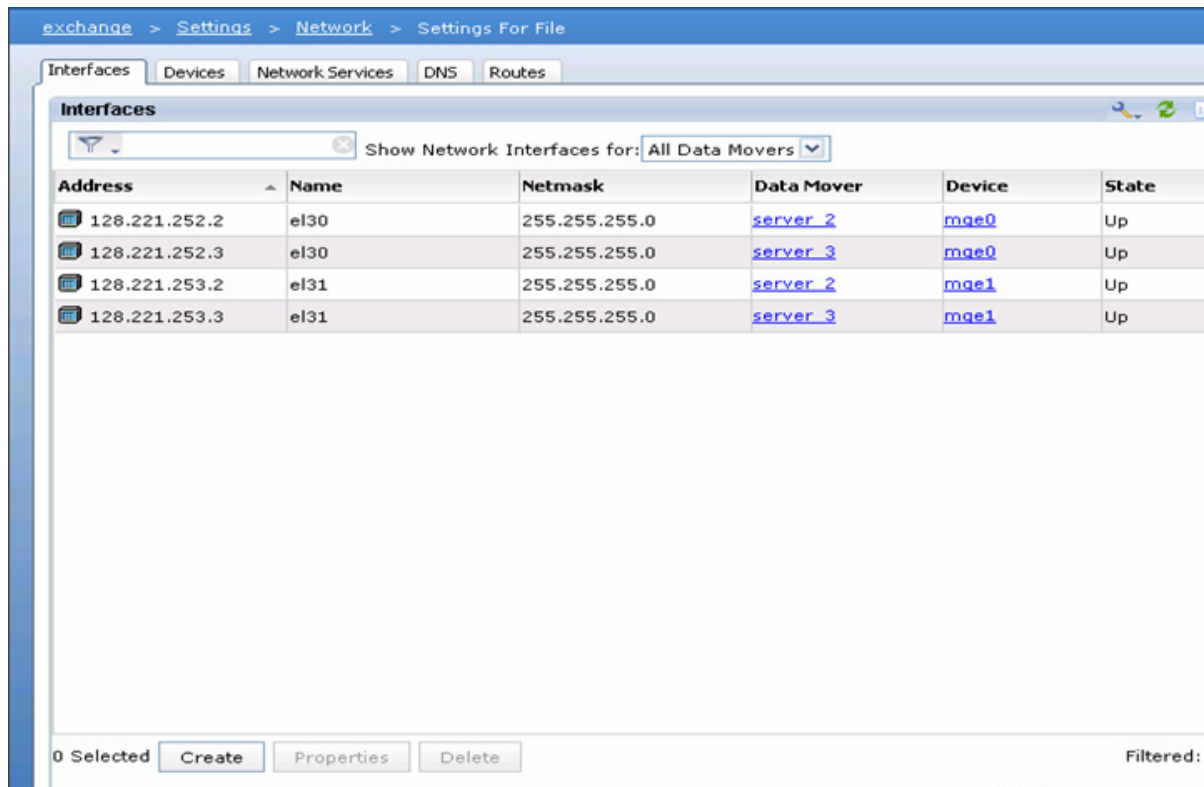 exchange > Settings > Network > Settings For File
Interfaces Devices Network Services DNS Routes
Interfaces
Show Network Interfaces for: All Data Movers
Address Name Netmask Data Mover Device State
128.221.252.2 el30 255.255.255.0 server_2 mge0 Up
128.221.252.3 el30 255.255.255.0 server_3 mge0 Up
128.221.253.2 el31 255.255.255.0 server_2 mge1 Up
128.221.253.3 el31 255.255.255.0 server_3 mge1 Up
0 Selected Create Properties Delete Filtered: